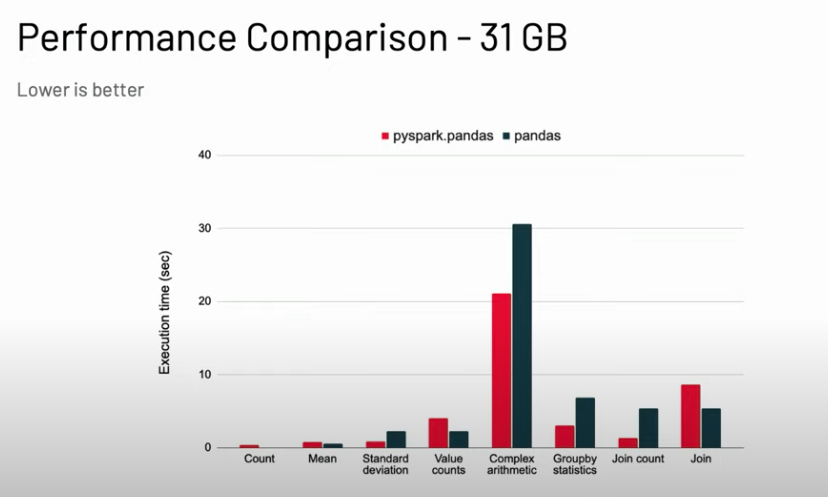 Performance Comparison - 31 GB
Lower is better
pyspark.pandas pandas
40
30
20
10
0
Execution time (sec)
Count
Mean
Standard
deviation
Value
counts
Complex
arithmetic
Groupby
statistics
Join count
Join